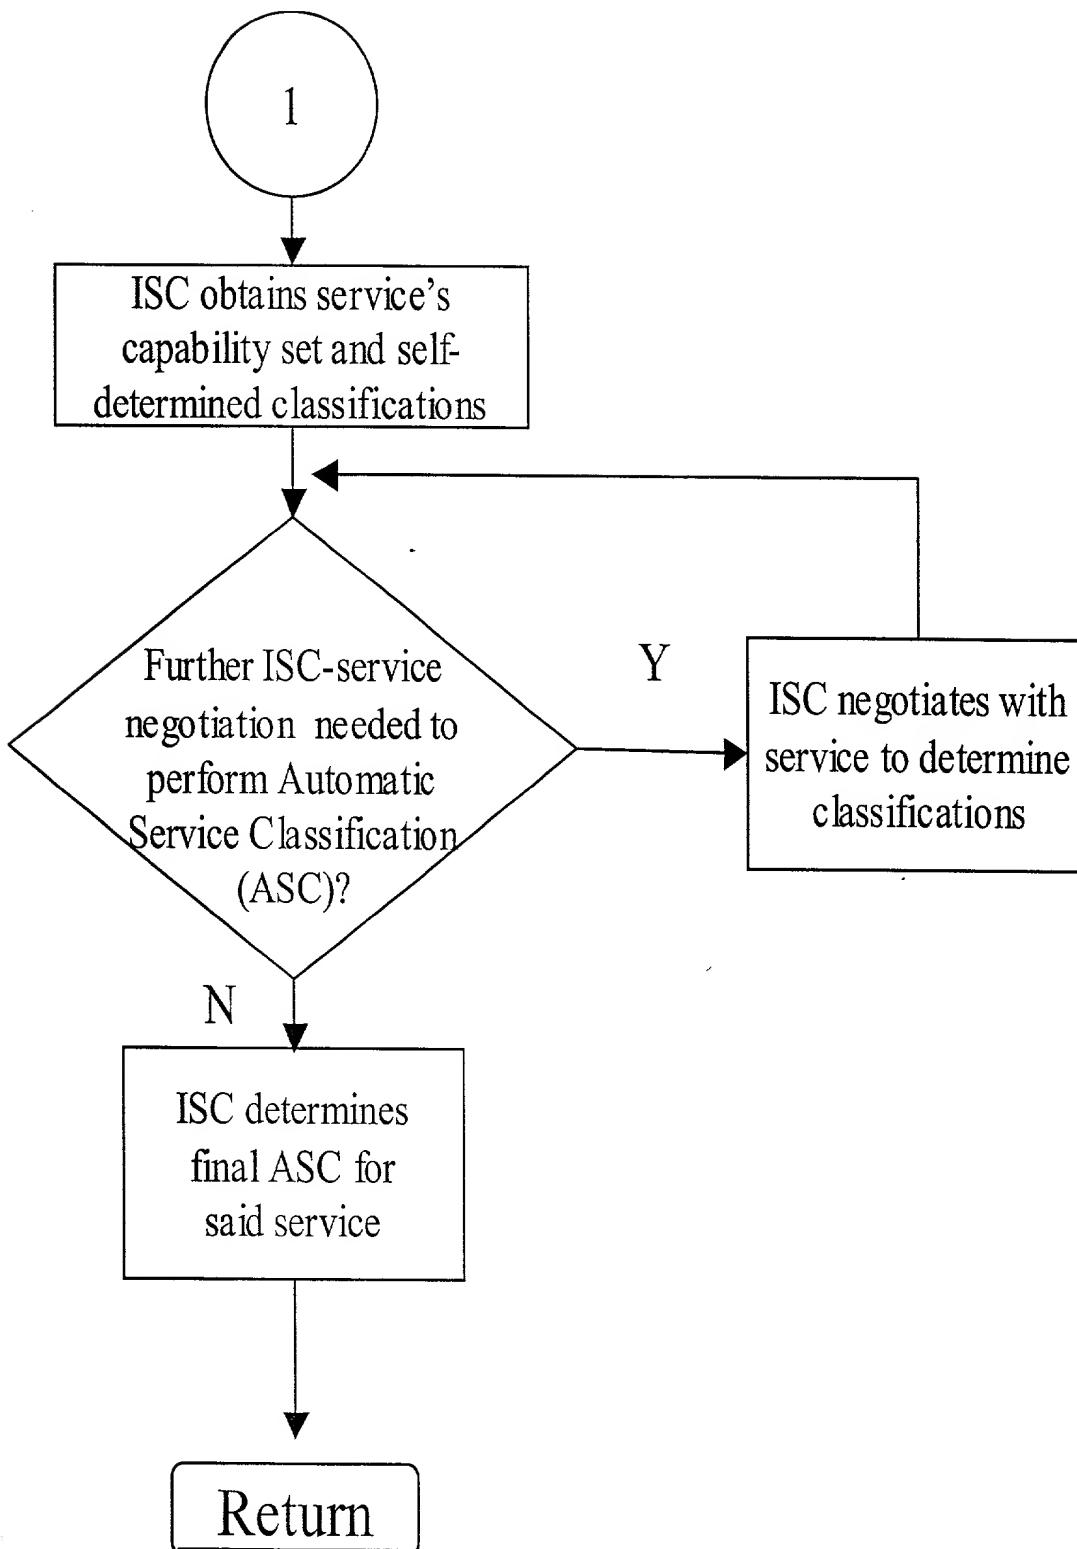 1
ISC obtains service’s
capability set and self-
determined classifications
Further ISC-service
negotiation needed to
perform Automatic
Service Classification
(ASC)?
Y
ISC negotiates with
service to determine
classifications
N
ISC determines
final ASC for
said service
Return